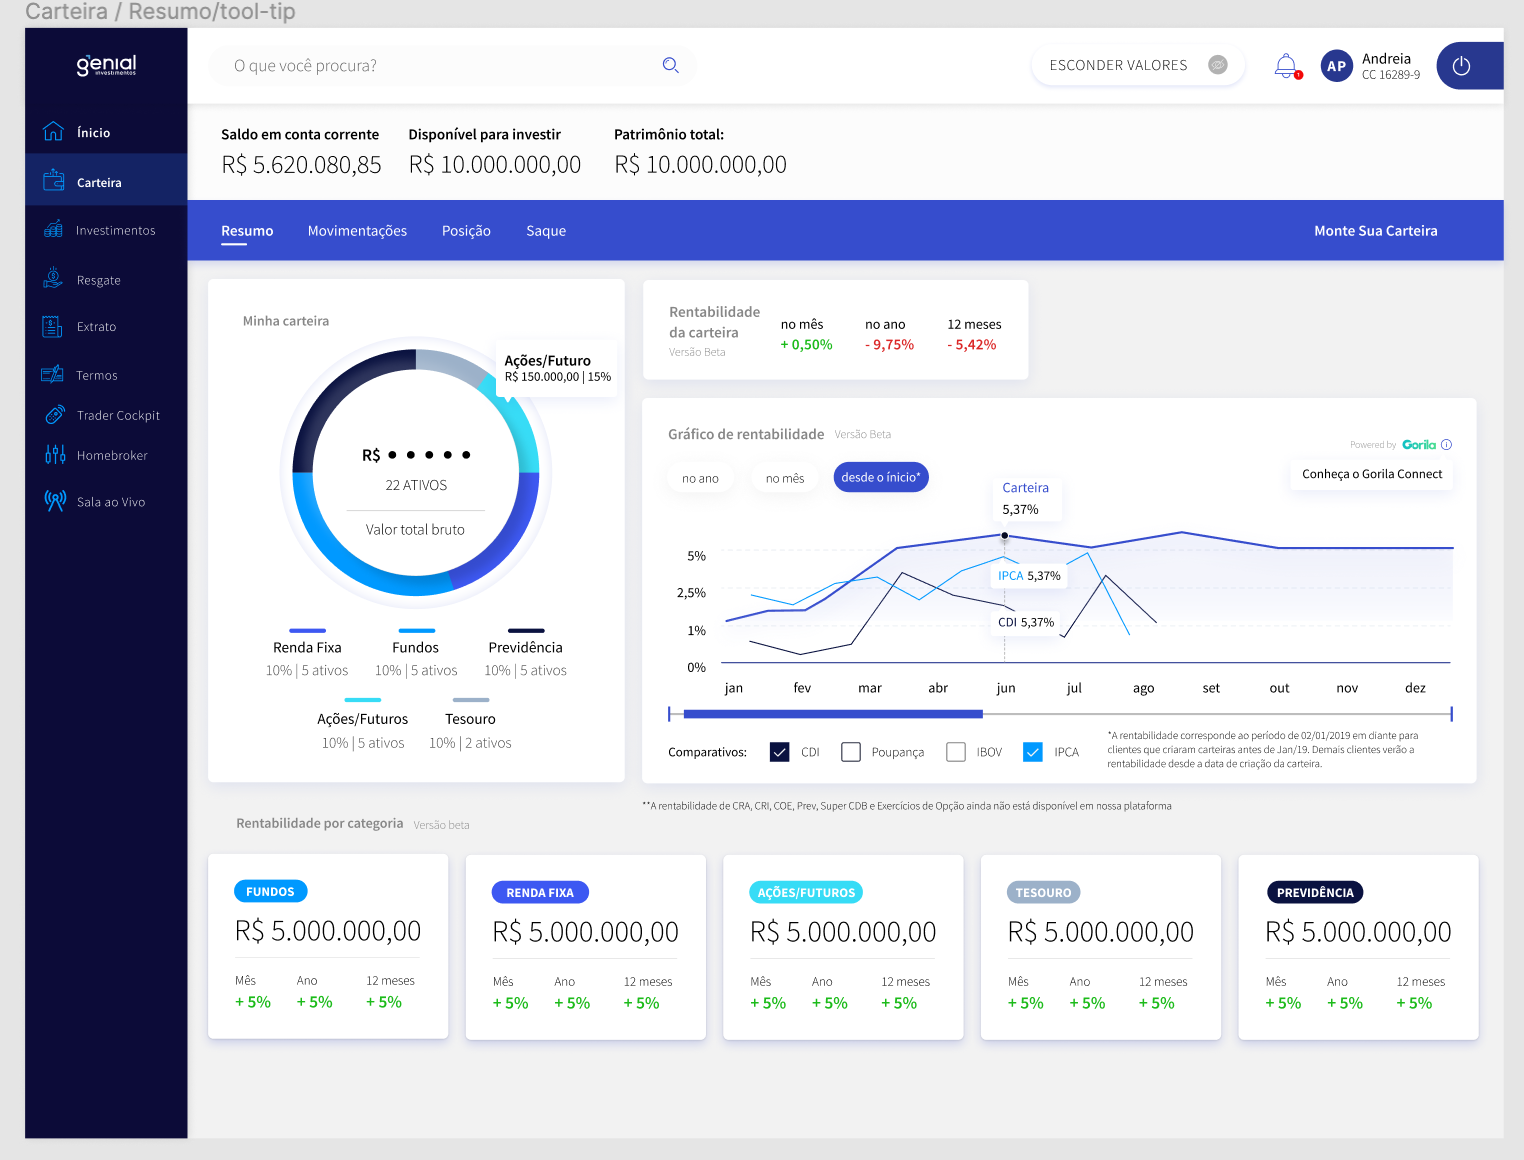 Carteira / Resumo/tool-tip
genial
investimentos
O que você procura?
ESCONDER VALORES
1
AP
Andreia
CC 16289-9
Ínicio
Carteira
Investimentos
Resgate
Extrato
Termos
Trader Cockpit
Homebroker
Sala ao Vivo
Saldo em conta corrente
R$ 5.620.080,85
Disponível para investir
R$ 10.000.000,00
Patrimônio total:
R$ 10.000.000,00
Resumo
Movimentações
Posição
Saque
Monte Sua Carteira
Minha carteira
Ações/Futuro
R$ 150.000,00 | 15%
R$ • • • • •
22 ATIVOS
Valor total bruto
Renda Fixa
10% | 5 ativos
Fundos
10% | 5 ativos
Previdência
10% | 5 ativos
Ações/Futuros
10% | 5 ativos
Tesouro
10% | 2 ativos
Rentabilidade
da carteira
Versão Beta
no mês
+ 0,50%
no ano
- 9,75%
12 meses
- 5,42%
Gráfico de rentabilidade
Versão Beta
Powered by Gorila
Conheça o Gorila Connect
no ano
no mês
desde o ínicio*
Carteira
5,37%
IPCA 5,37%
CDI 5,37%
5%
2,5%
1%
0%
jan
fev
mar
abr
jun
jul
ago
set
out
nov
dez
Comparativos:
CDI
Poupança
IBOV
IPCA
*A rentabilidade corresponde ao período de 02/01/2019 em diante para
clientes que criaram carteiras antes de Jan/19. Demais clientes verão a
rentabilidade desde a data de criação da carteira.
**A rentabilidade de CRA, CRI, COE, Prev, Super CDB e Exercícios de Opção ainda não está disponível em nossa plataforma
Rentabilidade por categoria
Versão beta
FUNDOS
R$ 5.000.000,00
Mês
+ 5%
Ano
+ 5%
12 meses
+ 5%
RENDA FIXA
R$ 5.000.000,00
Mês
+ 5%
Ano
+ 5%
12 meses
+ 5%
AÇÕES/FUTUROS
R$ 5.000.000,00
Mês
+ 5%
Ano
+ 5%
12 meses
+ 5%
TESOURO
R$ 5.000.000,00
Mês
+ 5%
Ano
+ 5%
12 meses
+ 5%
PREVIDÊNCIA
R$ 5.000.000,00
Mês
+ 5%
Ano
+ 5%
12 meses
+ 5%